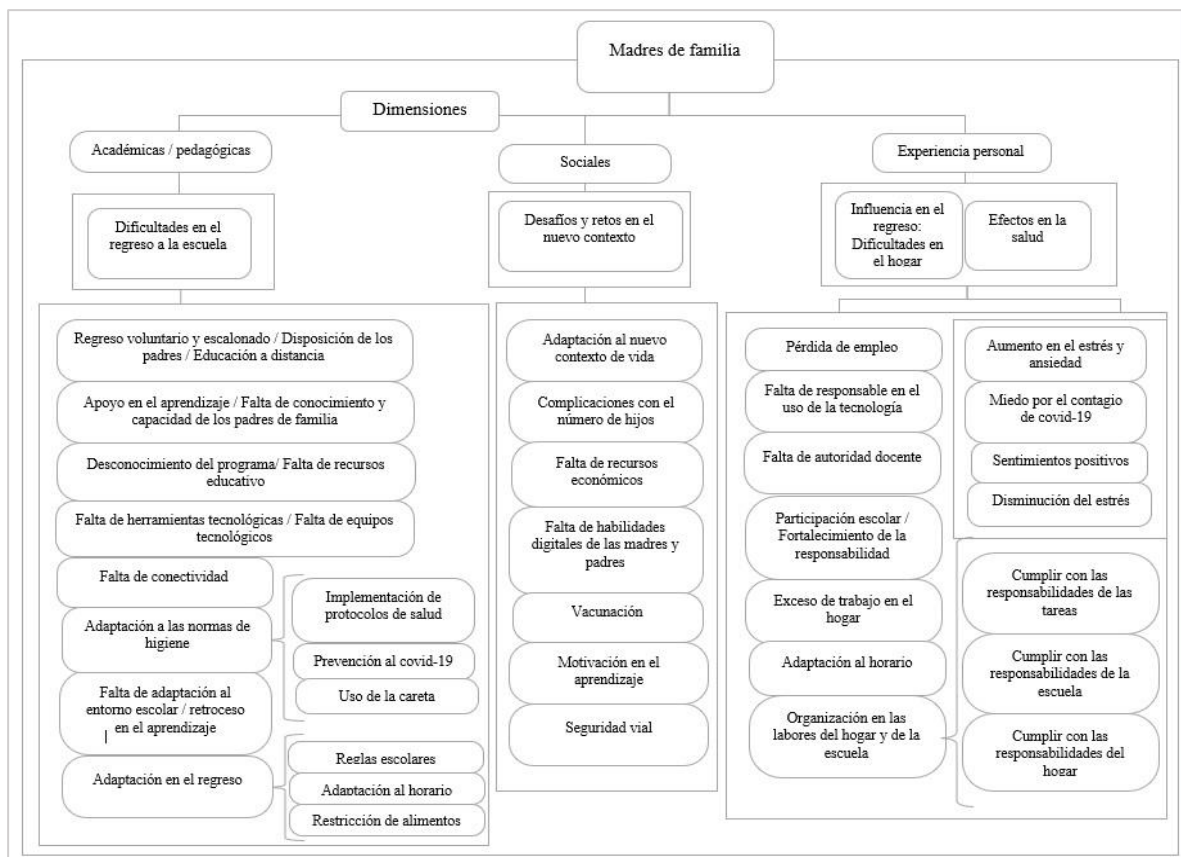 Madres de familia
Dimensiones
Académicas / pedagógicas
Sociales
Experiencia personal
Dificultades en el
regreso a la escuela
Desafíos y retos en el
nuevo contexto
Influencia en el
regreso:
Dificultades en
el hogar
Efectos en la
salud
Regreso voluntario y escalonado / Disposición de los
padres / Educación a distancia
Apoyo en el aprendizaje / Falta de conocimiento y
capacidad de los padres de familia
Desconocimiento del programa/ Falta de recursos
educativo
Falta de herramientas tecnológicas / Falta de equipos
tecnológicos
Falta de conectividad
Adaptación a las normas de
higiene
Implementación de
protocolos de salud
Prevención al covid-19
Uso de la careta
Falta de adaptación al
entorno escolar / retroceso
en el aprendizaje
Adaptación en el regreso
Reglas escolares
Adaptación al horario
Restricción de alimentos
Adaptación al nuevo
contexto de vida
Complicaciones con el
número de hijos
Falta de recursos
económicos
Falta de habilidades
digitales de las madres y
padres
Vacunación
Motivación en el
aprendizaje
Seguridad vial
Pérdida de empleo
Falta de responsable en el
uso de la tecnología
Falta de autoridad docente
Participación escolar /
Fortalecimiento de la
responsabilidad
Exceso de trabajo en el
hogar
Adaptación al horario
Organización en las
labores del hogar y de la
escuela
Aumento en el estrés y
ansiedad
Miedo por el contagio
de covid-19
Sentimientos positivos
Disminución del estrés
Cumplir con las
responsabilidades de las
tareas
Cumplir con las
responsabilidades de la
escuela
Cumplir con las
responsabilidades del
hogar